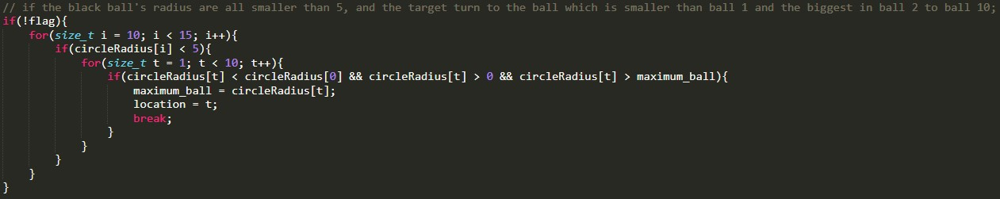 // if the black ball's radius are all smaller than 5, and the target turn to the ball which is smaller than ball 1 and the biggest in ball 2 to ball 10;
if(!flag){
    for(size_t i = 10; i < 15; i++){
        if(circleRadius[i] < 5){
            for(size_t t = 1; t < 10; t++){
                if(circleRadius[t] < circleRadius[0] && circleRadius[t] > 0 && circleRadius[t] > maximum_ball){
                    maximum_ball = circleRadius[t];
                    location = t;
                    break;
                }
            }
        }
    }
}